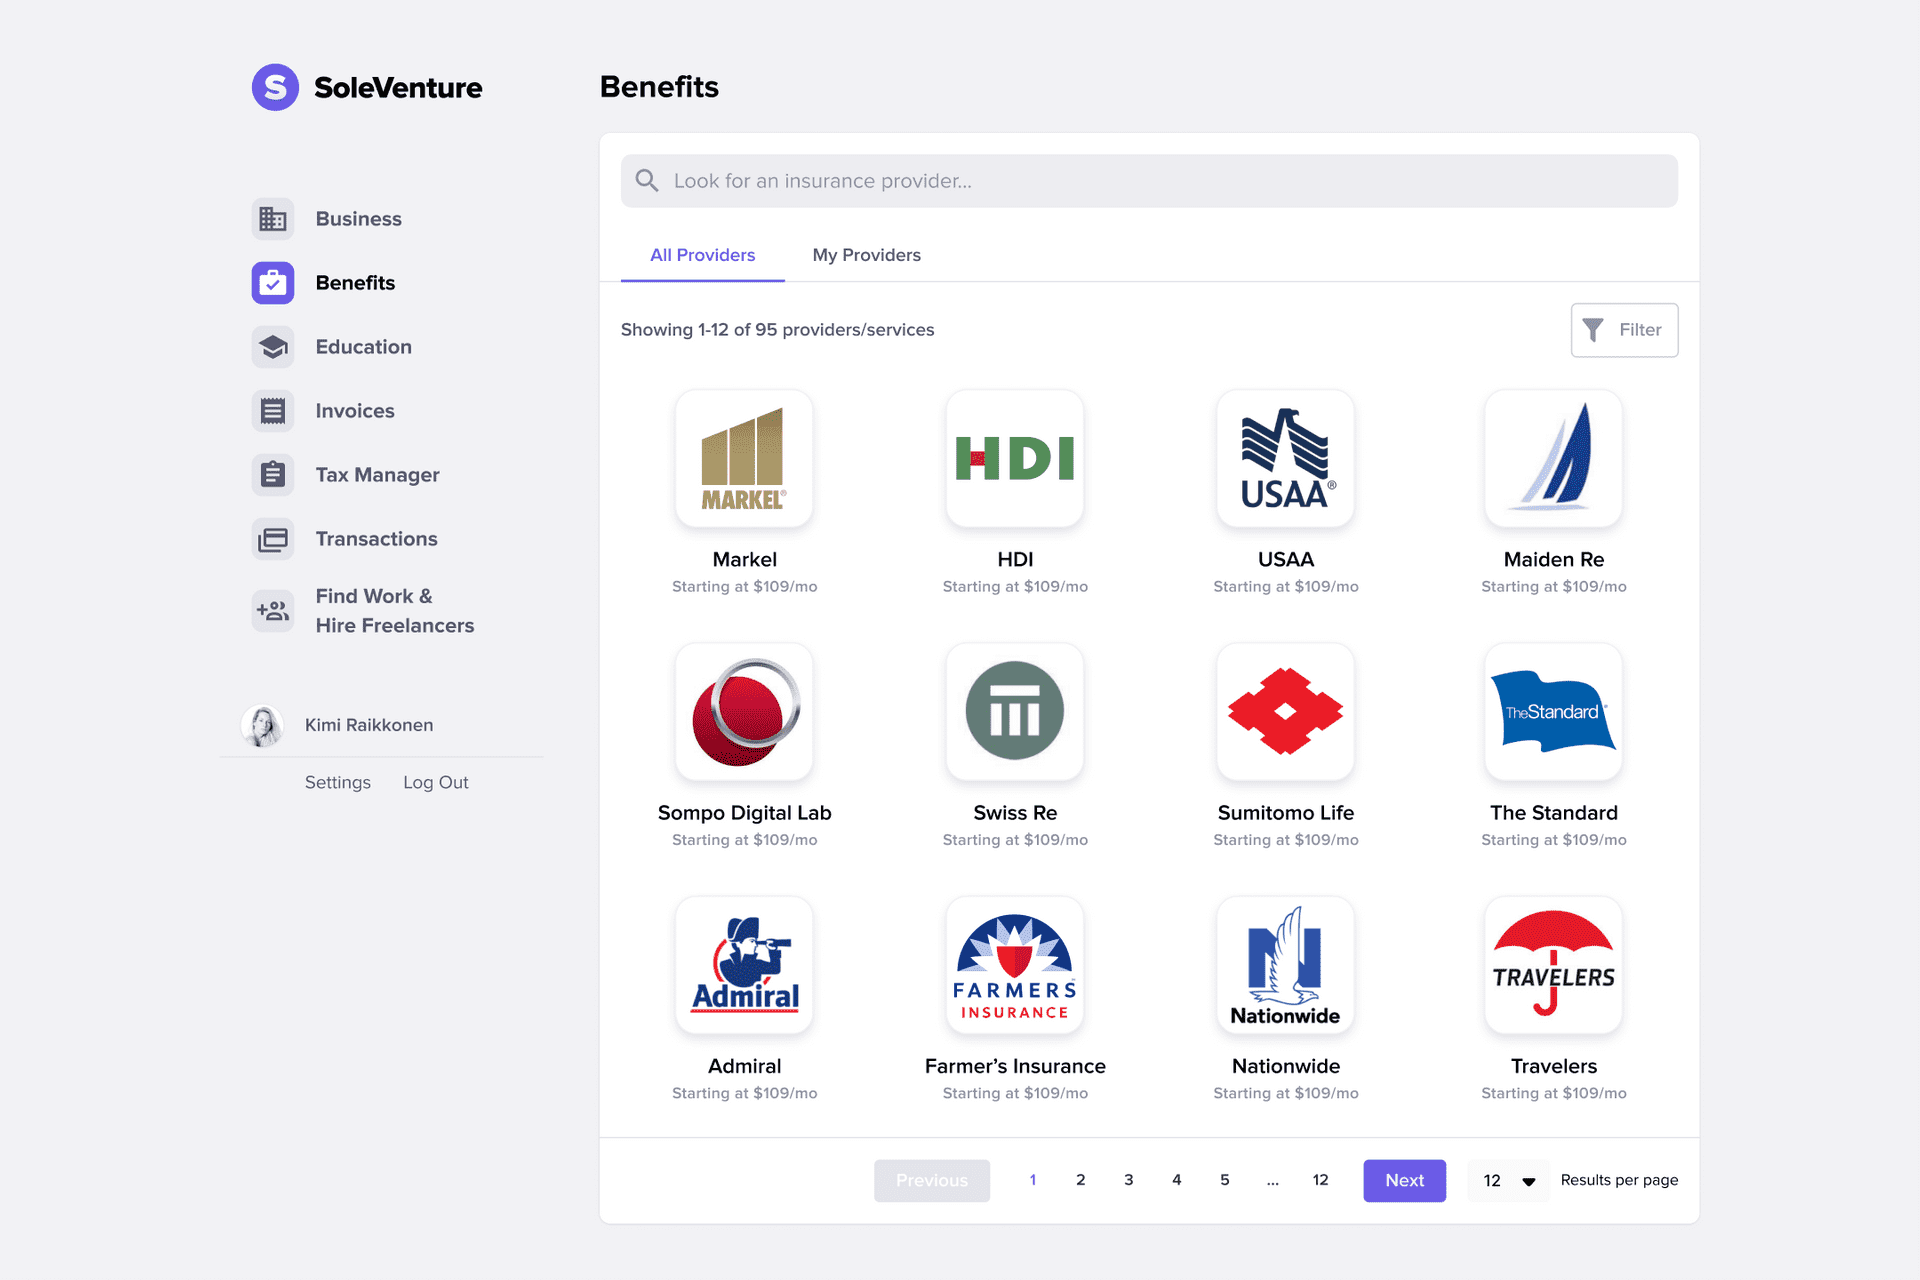 S SoleVenture
Benefits
Business
Benefits
Education
Invoices
Tax Manager
Transactions
Find Work &
Hire Freelancers
Kimi Raikkonen
Settings Log Out
Look for an insurance provider...
All Providers My Providers
Showing 1-12 of 95 providers/services
Filter
MARKEL®
HDI
USAA®
Markel HDI USAA Maiden Re
Starting at $109/mo Starting at $109/mo Starting at $109/mo Starting at $109/mo
TheStandard
Sompo Digital Lab Swiss Re Sumitomo Life The Standard
Starting at $109/mo Starting at $109/mo Starting at $109/mo Starting at $109/mo
Admiral
FARMERS
INSURANCE
N
Nationwide
TRAVELERS
Admiral Farmer’s Insurance Nationwide Travelers
Starting at $109/mo Starting at $109/mo Starting at $109/mo Starting at $109/mo
Previous 1 2 3 4 5 ... 12 Next 12 Results per page